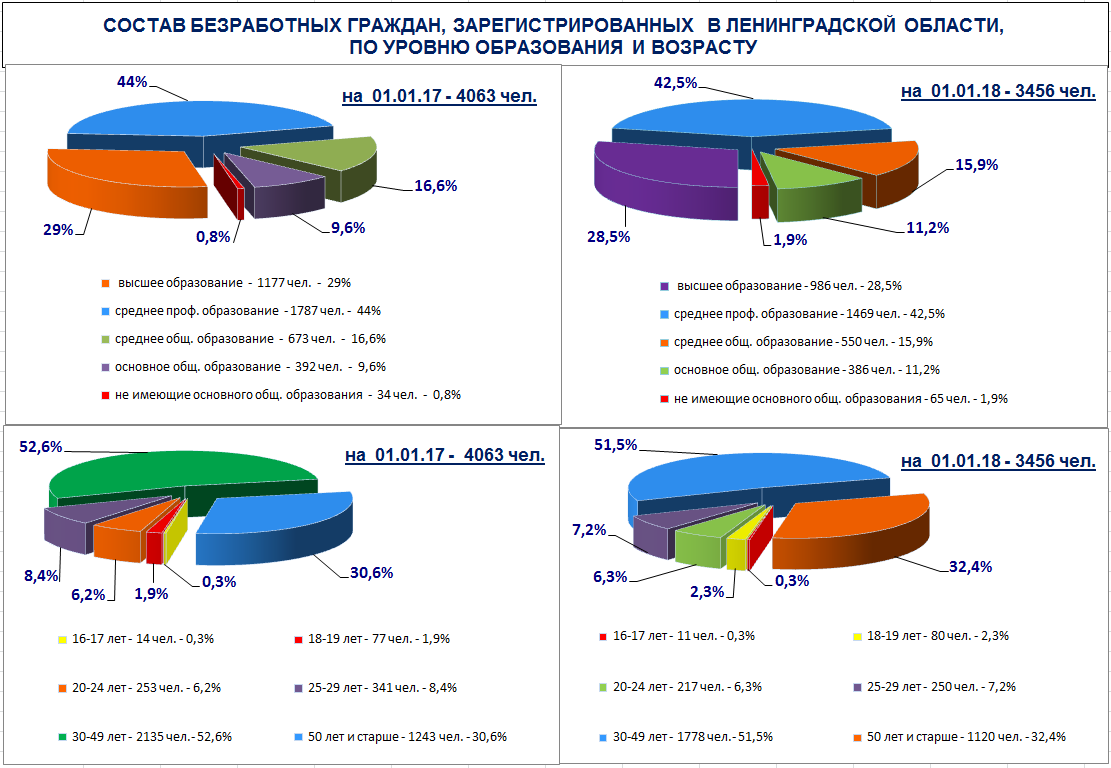 СОСТАВ БЕЗРАБОТНЫХ ГРАЖДАН, ЗАРЕГИСТРИРОВАННЫХ В ЛЕНИНГРАДСКОЙ ОБЛАСТИ,
ПО УРОВНЮ ОБРАЗОВАНИЯ И ВОЗРАСТУ
на 01.01.17 - 4063 чел.
44%
16,6%
9,6%
0,8%
29%
высшее образование - 1177 чел. - 29%
среднее проф. образование - 1787 чел. - 44%
среднее общ. образование - 673 чел. - 16,6%
основное общ. образование - 392 чел. - 9,6%
не имеющие основного общ. образования - 34 чел. - 0,8%
на 01.01.18 - 3456 чел.
42,5%
15,9%
11,2%
1,9%
28,5%
высшее образование - 986 чел. - 28,5%
среднее проф. образование - 1469 чел. - 42,5%
среднее общ. образование - 550 чел. - 15,9%
основное общ. образование - 386 чел. - 11,2%
не имеющие основного общ. образования - 65 чел. - 1,9%
на 01.01.17 - 4063 чел.
52,6%
30,6%
0,3%
1,9%
6,2%
8,4%
16-17 лет - 14 чел. - 0,3%
18-19 лет - 77 чел. - 1,9%
20-24 лет - 253 чел. - 6,2%
25-29 лет - 341 чел. - 8,4%
30-49 лет - 2135 чел.- 52,6%
50 лет и старше - 1243 чел. - 30,6%
на 01.01.18 - 3456 чел.
51,5%
32,4%
0,3%
2,3%
6,3%
7,2%
16-17 лет - 11 чел. - 0,3%
18-19 лет - 80 чел. - 2,3%
20-24 лет - 217 чел. - 6,3%
25-29 лет - 250 чел. - 7,2%
30-49 лет - 1778 чел.- 51,5%
50 лет и старше - 1120 чел. - 32,4%